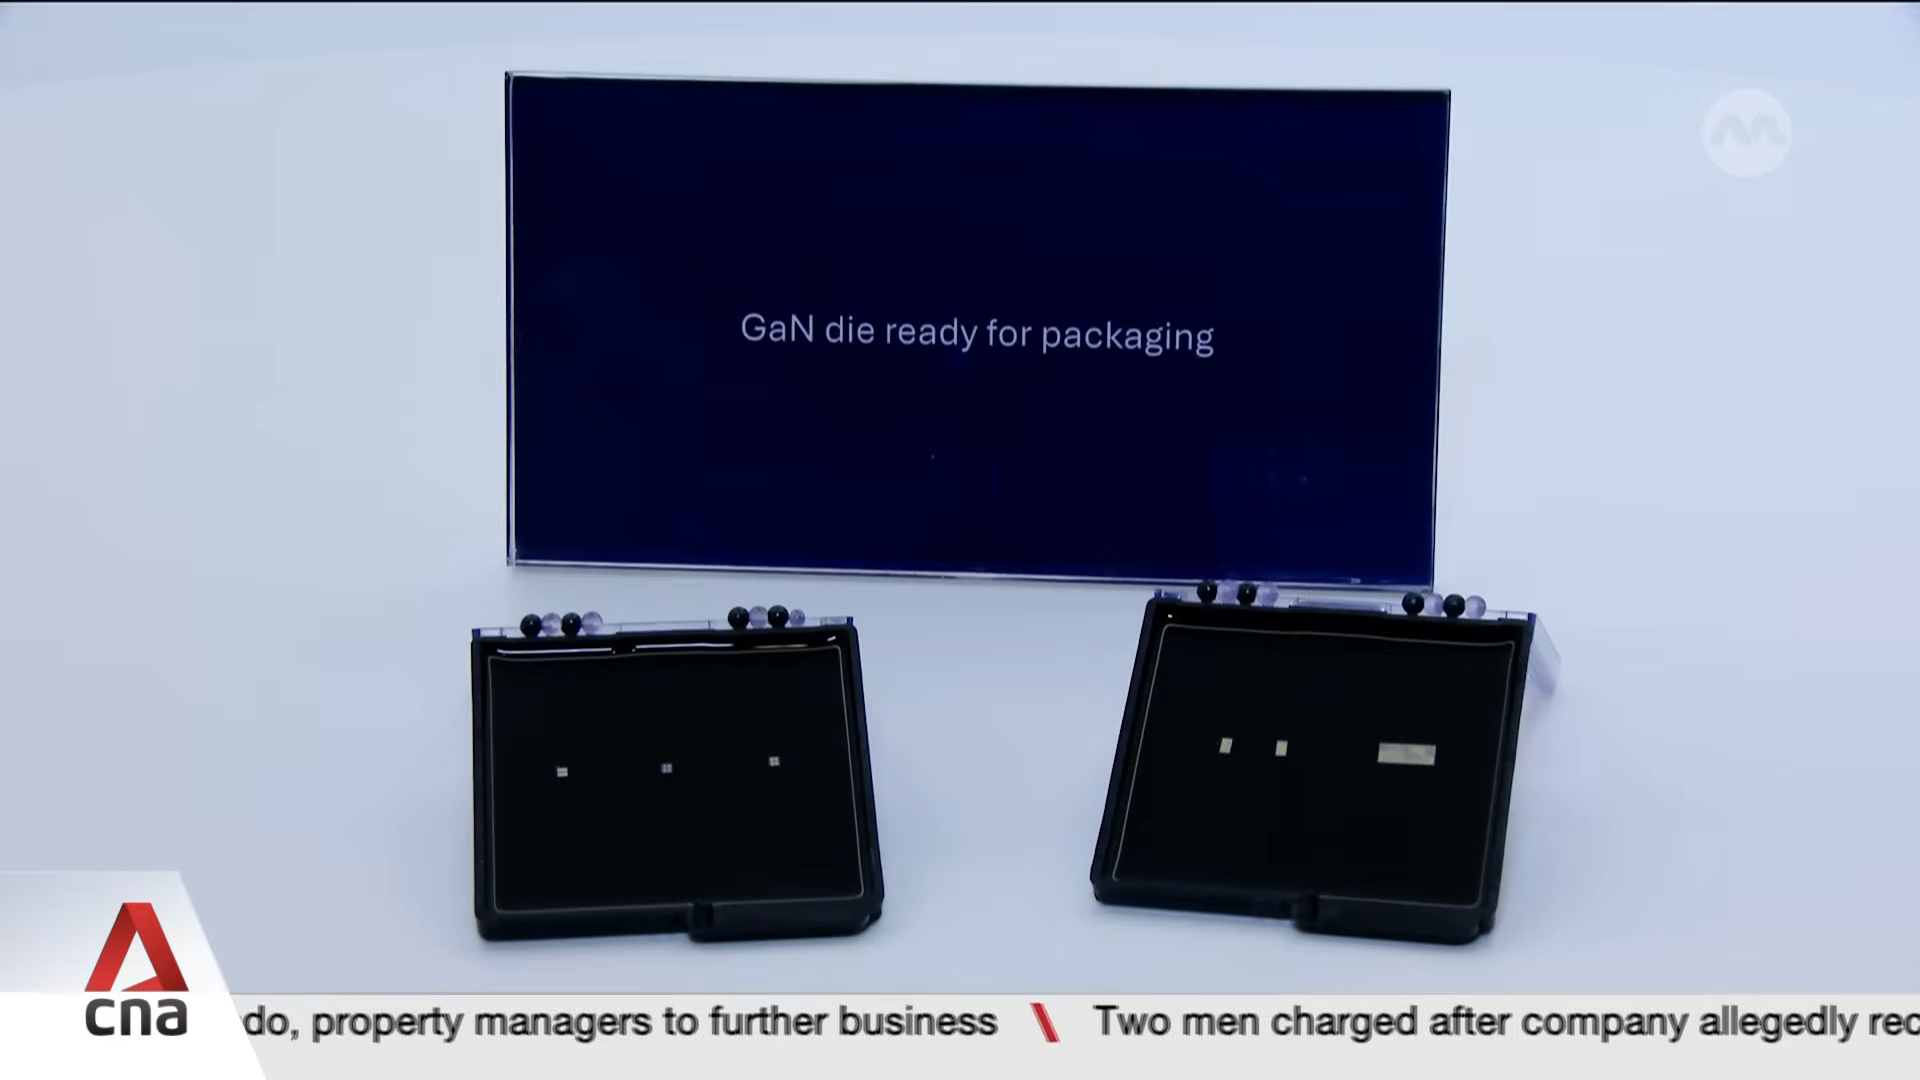 GaN die ready for packaging
cna
do, property managers to further business \ Two men charged after company allegedly rec